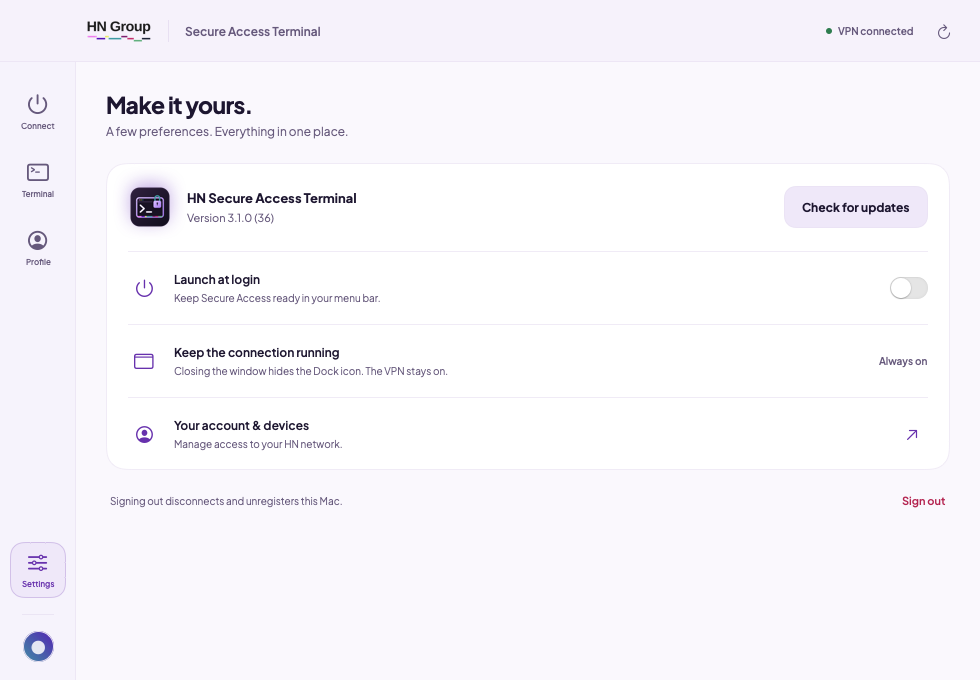 HN Group
Secure Access Terminal
VPN connected
Connect
Terminal
Profile
Settings
Make it yours.
A few preferences. Everything in one place.
HN Secure Access Terminal
Version 3.1.0 (36)
Check for updates
Launch at login
Keep Secure Access ready in your menu bar.
Keep the connection running
Closing the window hides the Dock icon. The VPN stays on.
Always on
Your account & devices
Manage access to your HN network.
Signing out disconnects and unregisters this Mac.
Sign out